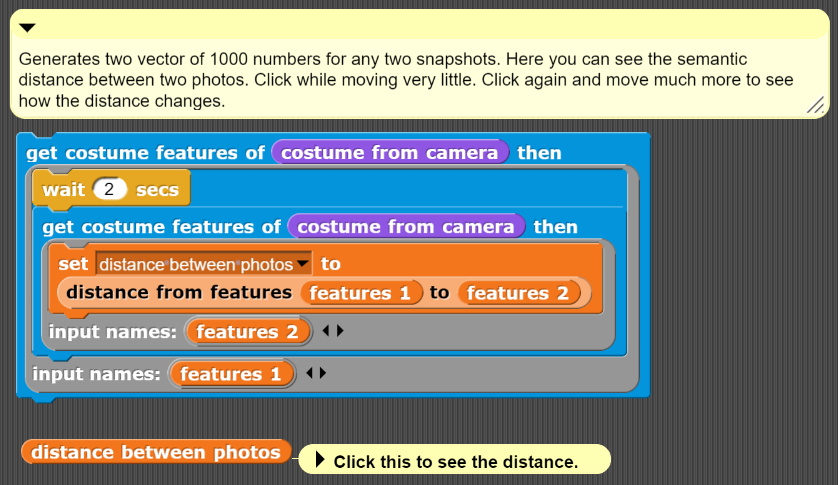 Generates two vector of 1000 numbers for any two snapshots. Here you can see the semantic
distance between two photos. Click while moving very little. Click again and move much more to see
how the distance changes.
get costume features of costume from camera then
wait 2 secs
get costume features of costume from camera then
set distance between photos to
distance from features features 1 to features 2
input names: features 2
input names: features 1
distance between photos
Click this to see the distance.